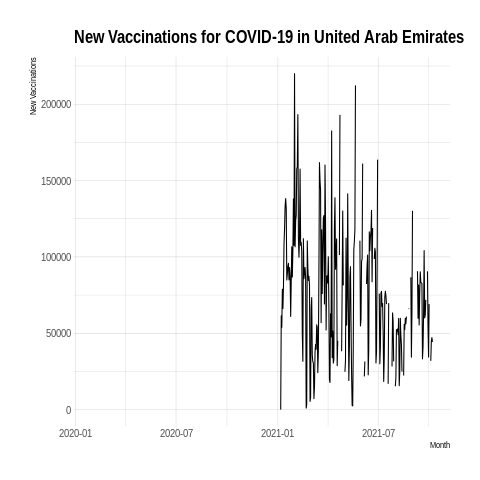 New Vaccinations for COVID-19 in United Arab Emirates
New Vaccinations
200000
150000
100000
50000
0
2020-01 2020-07 2021-01 2021-07
Month